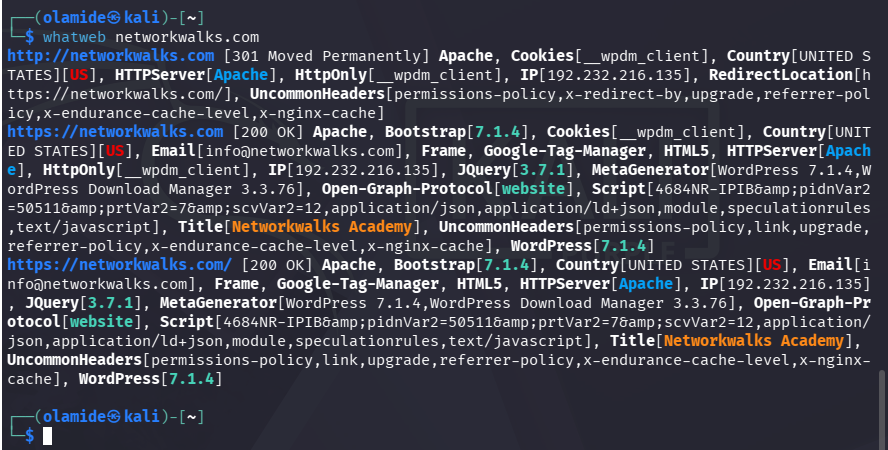 ┌──(olamide㉿kali)-[~]
└─$ whatweb networkwalks.com
http://networkwalks.com [301 Moved Permanently] Apache, Cookies[__wpdm_client], Country[UNITED S
TATES][US], HTTPServer[Apache], HttpOnly[__wpdm_client], IP[192.232.216.135], RedirectLocation[h
ttps://networkwalks.com/], UncommonHeaders[permissions-policy,x-redirect-by,upgrade,referrer-pol
icy,x-endurance-cache-level,x-nginx-cache]
https://networkwalks.com [200 OK] Apache, Bootstrap[7.1.4], Cookies[__wpdm_client], Country[UNIT
ED STATES][US], Email[info@networkwalks.com], Frame, Google-Tag-Manager, HTML5, HTTPServer[Apach
e], HttpOnly[__wpdm_client], IP[192.232.216.135], JQuery[3.7.1], MetaGenerator[WordPress 7.1.4,W
ordPress Download Manager 3.3.76], Open-Graph-Protocol[website], Script[4684NR-IPIB&amp;pidnVar2
=50511&amp;prtVar2=7&amp;scvVar2=12,application/json,application/ld+json,module,speculationrules
,text/javascript], Title[Networkwalks Academy], UncommonHeaders[permissions-policy,link,upgrade,
referrer-policy,x-endurance-cache-level,x-nginx-cache], WordPress[7.1.4]
https://networkwalks.com/ [200 OK] Apache, Bootstrap[7.1.4], Country[UNITED STATES][US], Email[i
nfo@networkwalks.com], Frame, Google-Tag-Manager, HTML5, HTTPServer[Apache], IP[192.232.216.135]
, JQuery[3.7.1], MetaGenerator[WordPress 7.1.4,WordPress Download Manager 3.3.76], Open-Graph-Pr
otocol[website], Script[4684NR-IPIB&amp;pidnVar2=50511&amp;prtVar2=7&amp;scvVar2=12,application/
json,application/ld+json,module,speculationrules,text/javascript], Title[Networkwalks Academy],
UncommonHeaders[permissions-policy,link,upgrade,referrer-policy,x-endurance-cache-level,x-nginx-
cache], WordPress[7.1.4]
┌──(olamide㉿kali)-[~]
└─$